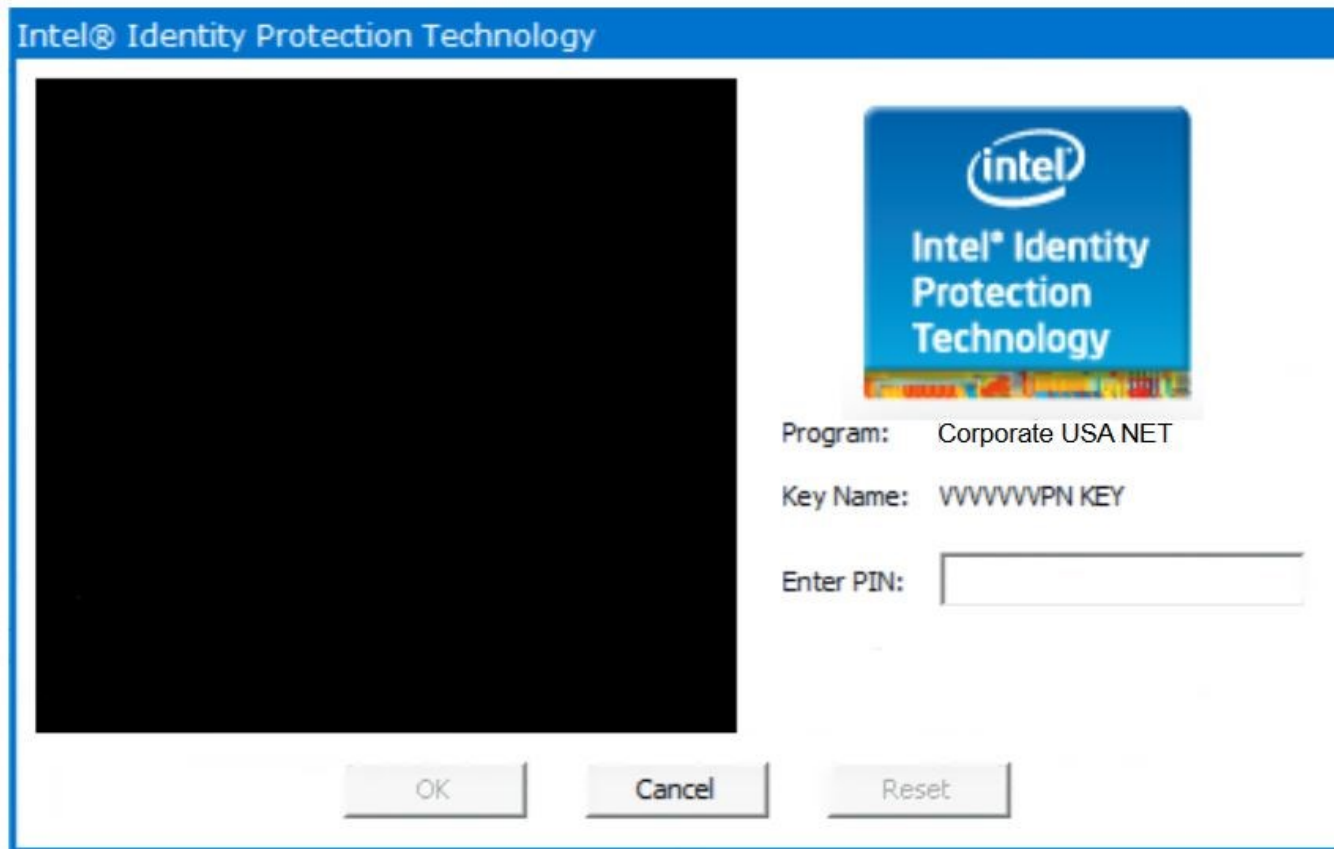 Intel® Identity Protection Technology
intel
Intel® Identity
Protection
Technology
Program: Corporate USA NET
Key Name: VVVVVVVPN KEY
Enter PIN:
OK Cancel Reset